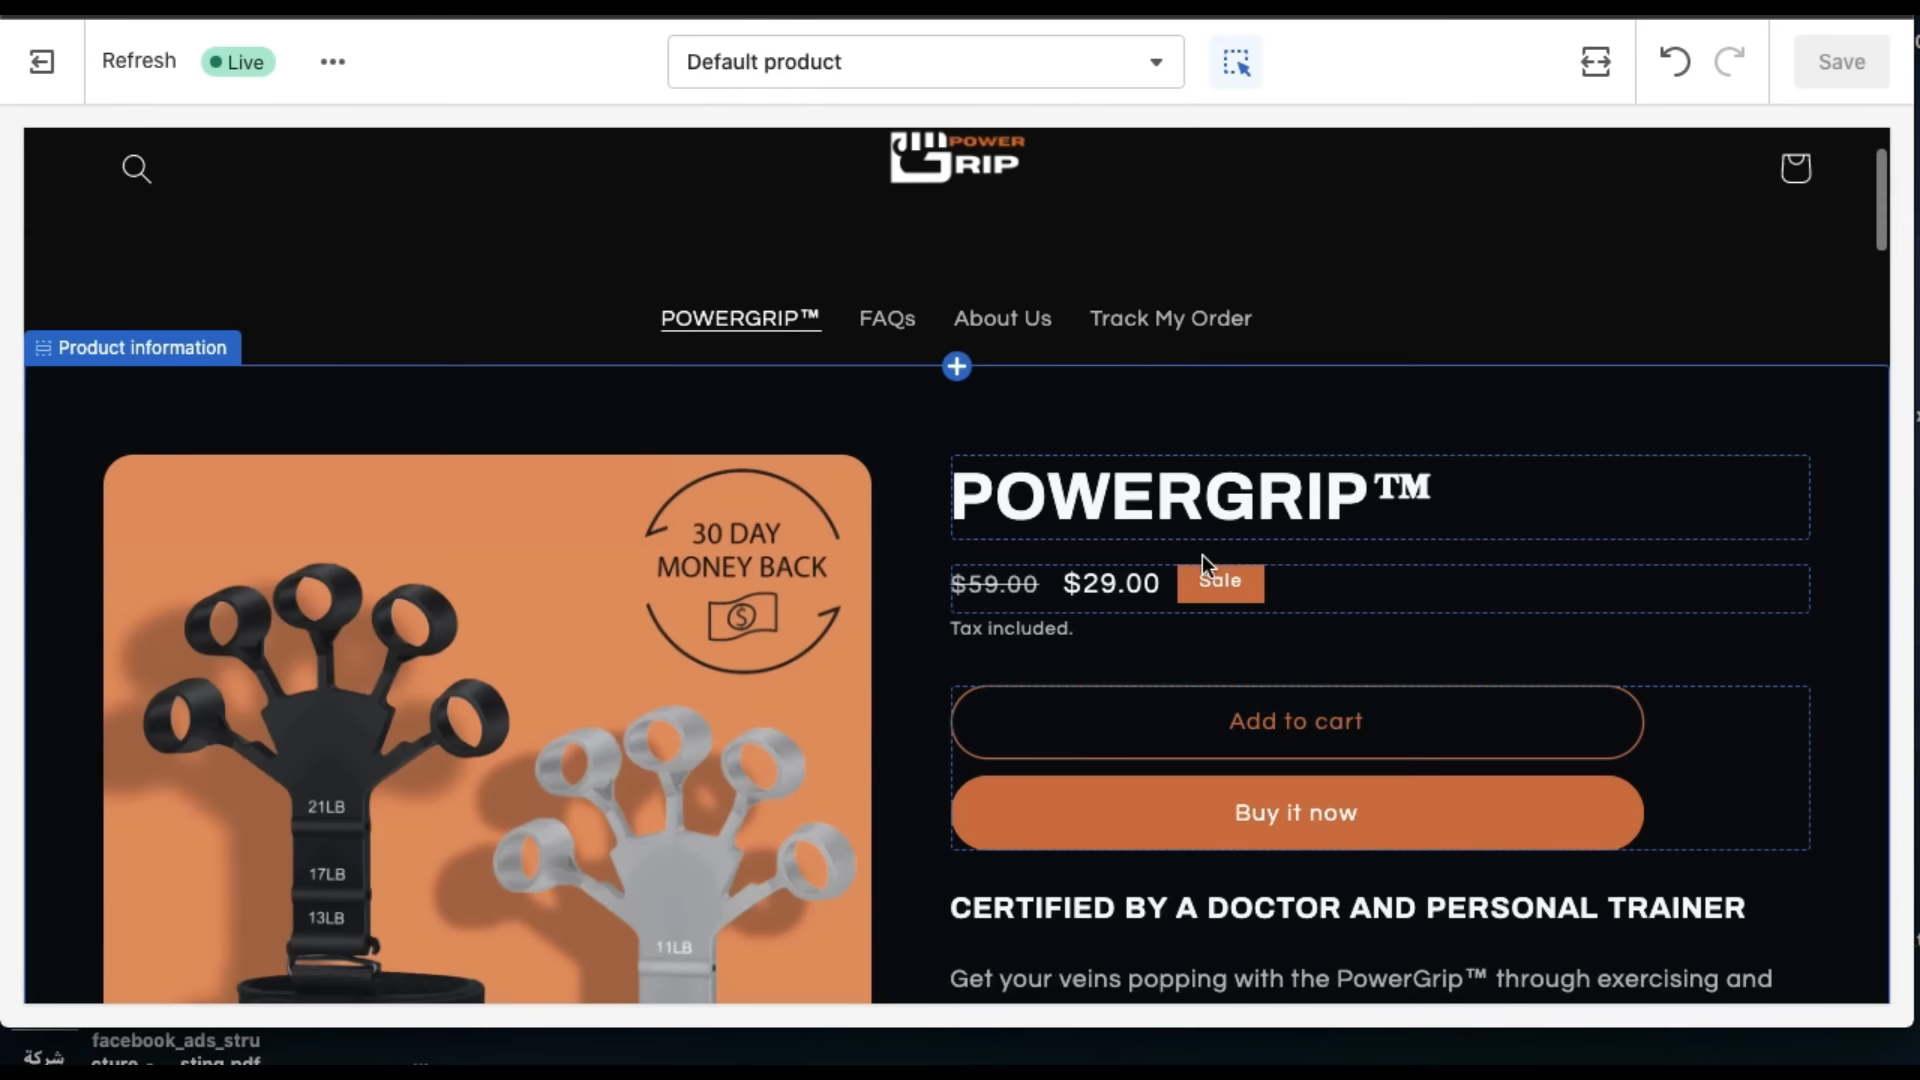 Refresh
Live
Default product
Save
POWER
GRIP
POWERGRIP™
FAQs
About Us
Track My Order
Product information
30 DAY
MONEY BACK
$
21LB
17LB
13LB
11LB
POWERGRIP™
$59.00 $29.00 Sale
Tax included.
Add to cart
Buy it now
CERTIFIED BY A DOCTOR AND PERSONAL TRAINER
Get your veins popping with the PowerGrip™ through exercising and
facebook_ads_stru
شركة